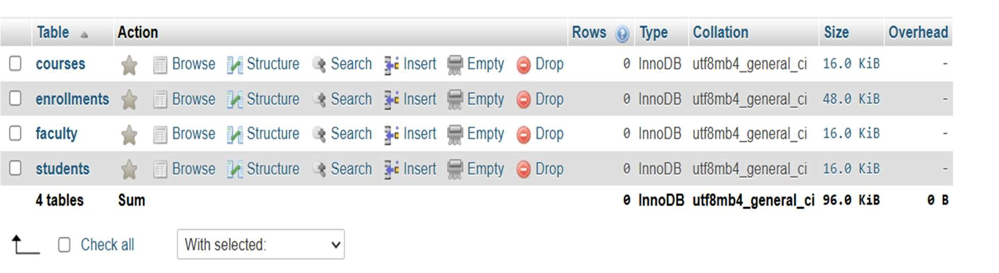 Table Action Rows Type Collation Size Overhead
courses Browse Structure Search Insert Empty Drop 0 InnoDB utf8mb4_general_ci 16.0 KiB -
enrollments Browse Structure Search Insert Empty Drop 0 InnoDB utf8mb4_general_ci 48.0 KiB -
faculty Browse Structure Search Insert Empty Drop 0 InnoDB utf8mb4_general_ci 16.0 KiB -
students Browse Structure Search Insert Empty Drop 0 InnoDB utf8mb4_general_ci 16.0 KiB -
4 tables Sum 0 InnoDB utf8mb4_general_ci 96.0 KiB 0 B
Check all With selected: